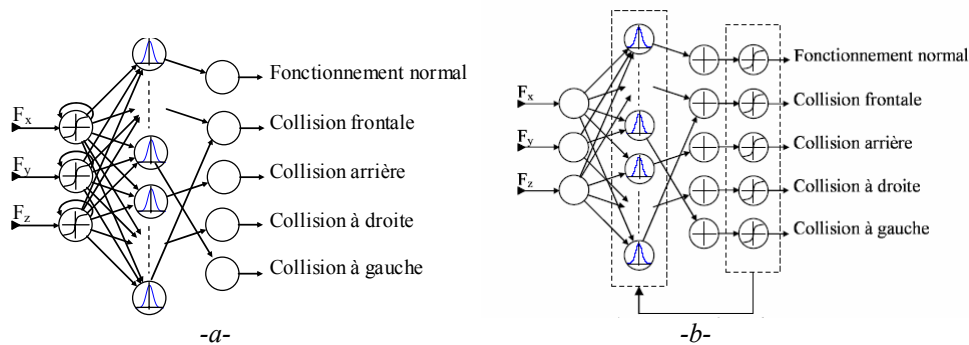 Fx
Fy
Fz
Fonctionnement normal
Collision frontale
Collision arrière
Collision à droite
Collision à gauche
-a-
Fx
Fy
Fz
Fonctionnement normal
Collision frontale
Collision arrière
Collision à droite
Collision à gauche
-b-